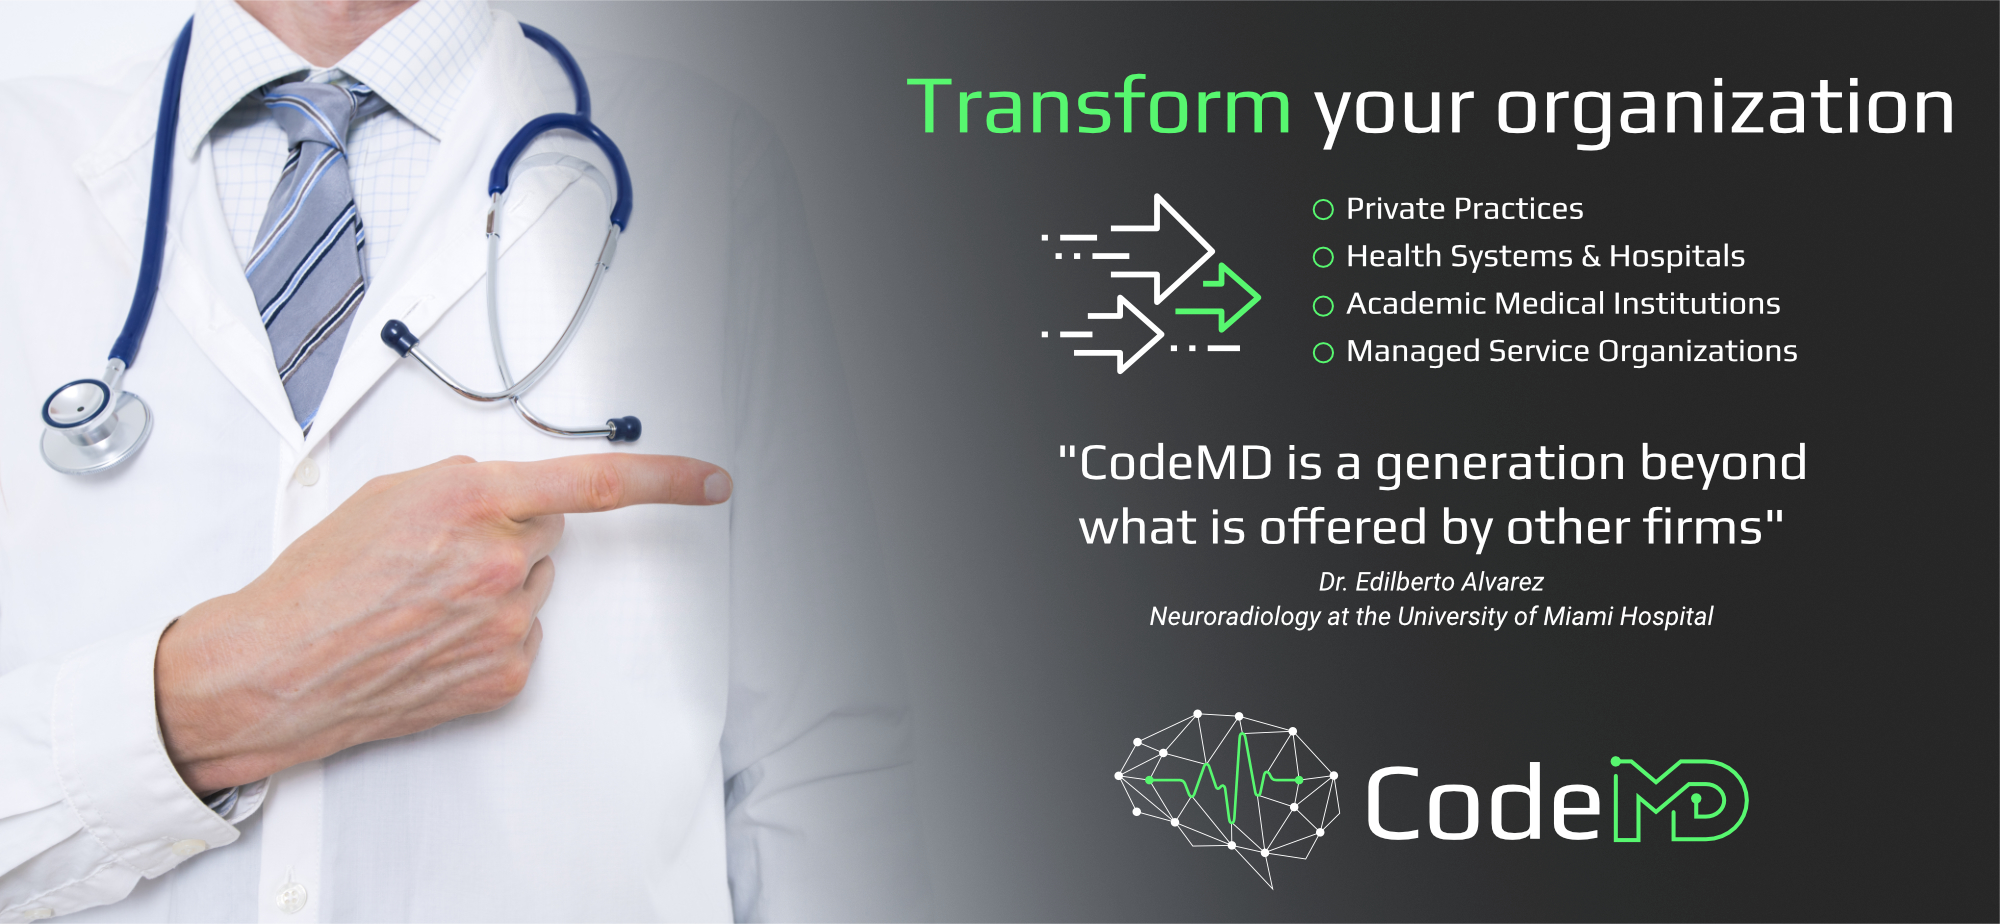 Transform your organization
Private Practices
Health Systems & Hospitals
Academic Medical Institutions
Managed Service Organizations
"CodeMD is a generation beyond
what is offered by other firms"
Dr. Edilberto Alvarez
Neuroradiology at the University of Miami Hospital
CodeMD